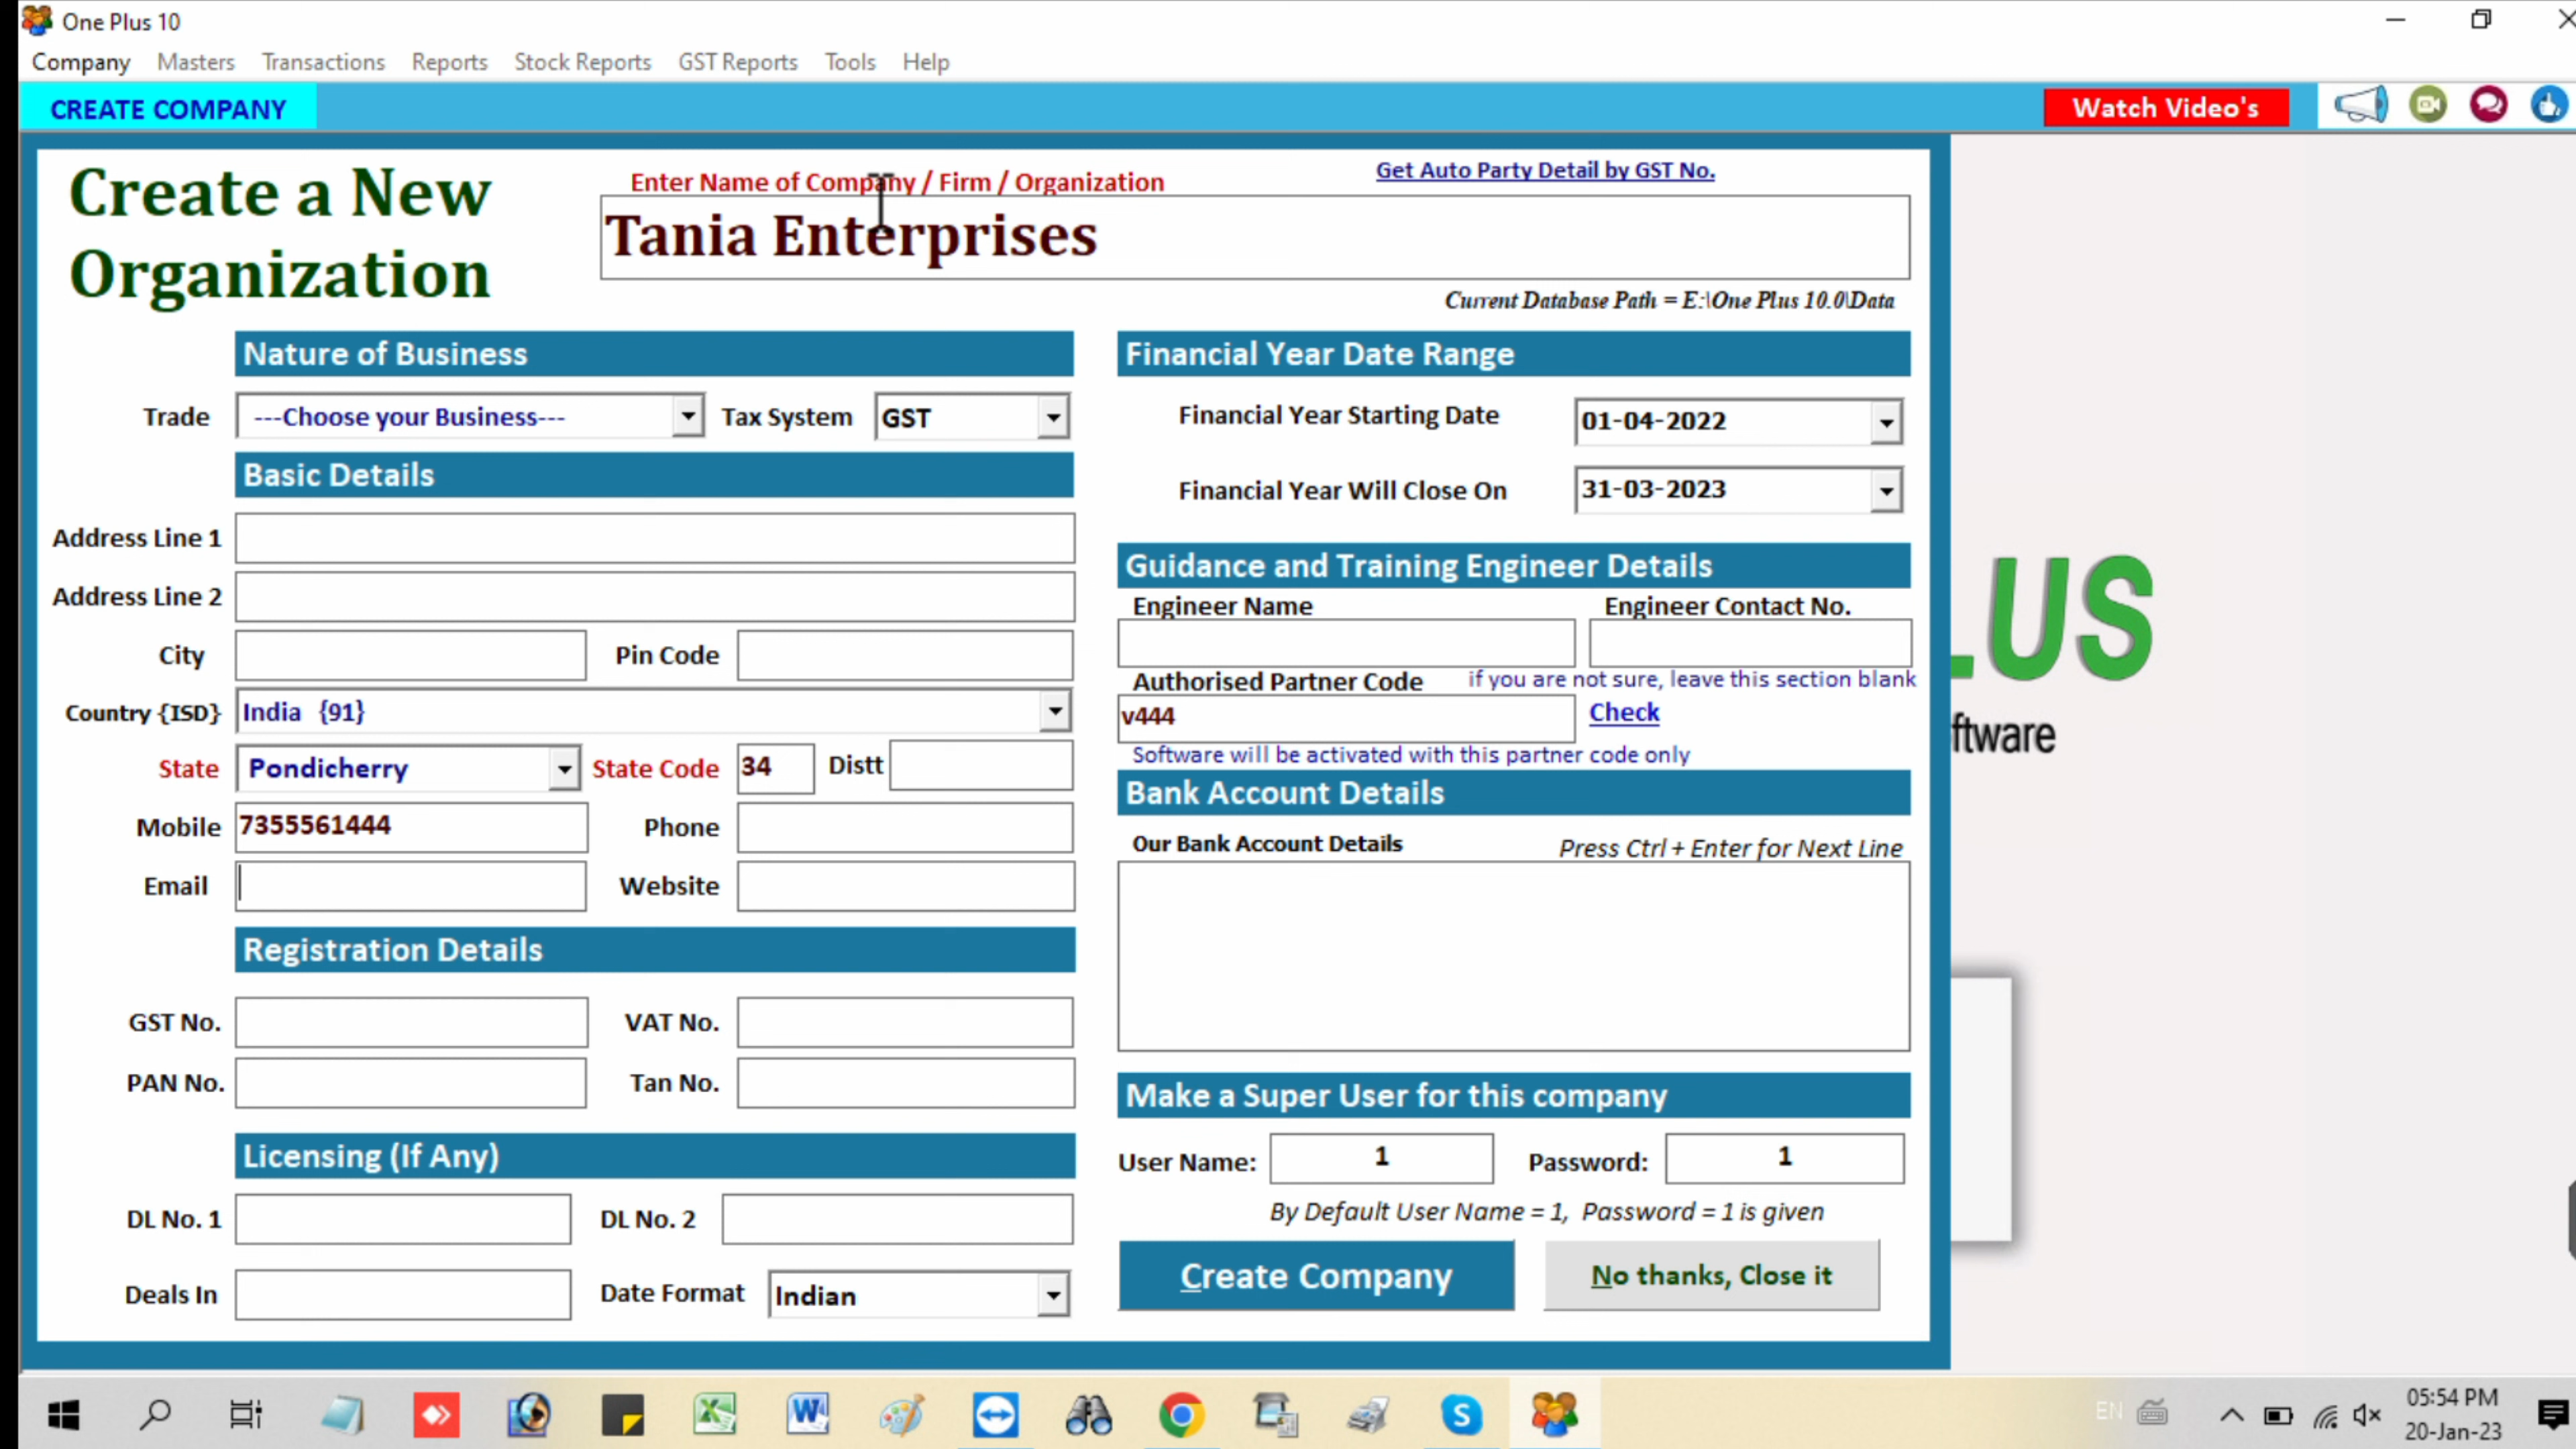 One Plus 10
Company Masters Transactions Reports Stock Reports GST Reports Tools Help
CREATE COMPANY Watch Video's
Create a New
Organization
Enter Name of Company / Firm / Organization Get Auto Party Detail by GST No.
Tania Enterprises
Current Database Path = E:\One Plus 10.0\Data
Nature of Business
Trade ---Choose your Business--- Tax System GST
Basic Details
Address Line 1
Address Line 2
City Pin Code
Country {ISD} India {91}
State Pondicherry State Code 34 Distt
Mobile 7355561444 Phone
Email Website
Registration Details
GST No. VAT No.
PAN No. Tan No.
Licensing (If Any)
DL No. 1 DL No. 2
Deals In Date Format Indian
Financial Year Date Range
Financial Year Starting Date 01-04-2022
Financial Year Will Close On 31-03-2023
Guidance and Training Engineer Details
Engineer Name Engineer Contact No.
Authorised Partner Code if you are not sure, leave this section blank
v444 Check
Software will be activated with this partner code only
Bank Account Details
Our Bank Account Details Press Ctrl + Enter for Next Line
Make a Super User for this company
User Name: 1 Password: 1
By Default User Name = 1, Password = 1 is given
Create Company No thanks, Close it
LUS
ftware
EN 05:54 PM
20-Jan-23